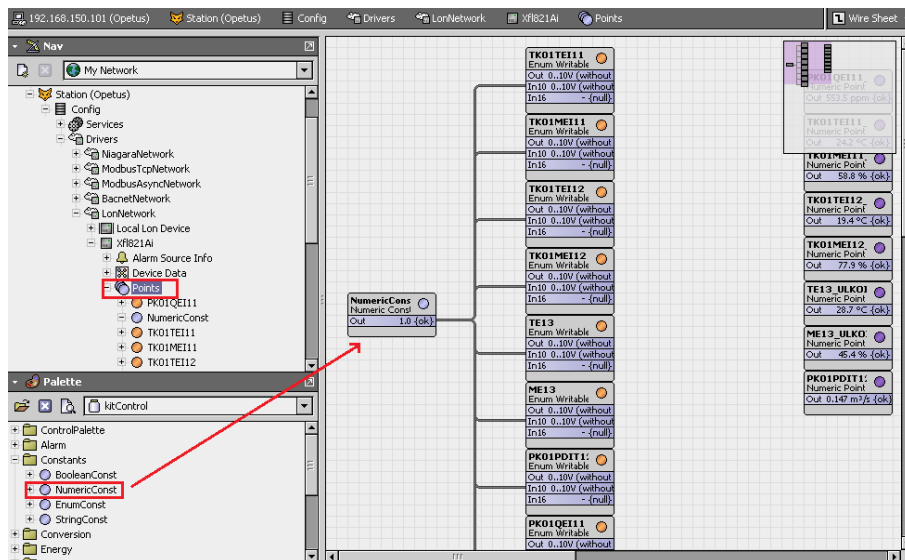 192.168.150.101 (Opetus) Station (Opetus) Config Drivers LonNetwork Xfl821Ai Points 1 Wire Sheet
Nav
My Network
Station (Opetus)
Config
Services
Drivers
NiagaraNetwork
ModbusTcpNetwork
ModbusAsyncNetwork
BacnetNetwork
LonNetwork
Local Lon Device
Xfl821Ai
Alarm Source Info
Device Data
Points
PK01QEI11
NumericConst
TK01TEI11
TK01MEI11
TK01TEI12
Palette
kitControl
ControlPalette
Alarm
Constants
BooleanConst
NumericConst
EnumConst
StringConst
Conversion
Energy
NumericCons
Numeric Const
Out 1.0 {ok}
TK01TEI11
Enum Writable
Out 0..10V (without
In10 0..10V (without
In16 - {null}
TK01MEI11
Enum Writable
Out 0..10V (without
In10 0..10V (without
In16 - {null}
TK01TEI12
Enum Writable
Out 0..10V (without
In10 0..10V (without
In16 - {null}
TK01MEI12
Enum Writable
Out 0..10V (without
In10 0..10V (without
In16 - {null}
TE13
Enum Writable
Out 0..10V (without
In10 0..10V (without
In16 - {null}
ME13
Enum Writable
Out 0..10V (without
In10 0..10V (without
In16 - {null}
PK01PDIT1:
Enum Writable
Out 0..10V (without
In10 0..10V (without
In16 - {null}
PK01QEI11
Enum Writable
Out 0..10V (without
PK01QEI11_
Numeric Point
Out 553.5 ppm {ok}
TK01TEI11_
Numeric Point
Out 24.2 °C {ok}
TK01MEI11_
Numeric Point
Out 58.8 % {ok}
TK01TEI12_
Numeric Point
Out 19.4 °C {ok}
TK01MEI12_
Numeric Point
Out 77.9 % {ok}
TE13_ULKOI
Numeric Point
Out 28.7 °C {ok}
ME13_ULKO:
Numeric Point
Out 45.4 % {ok}
PK01PDIT1:
Numeric Point
Out 0.147 m³/s {ok}